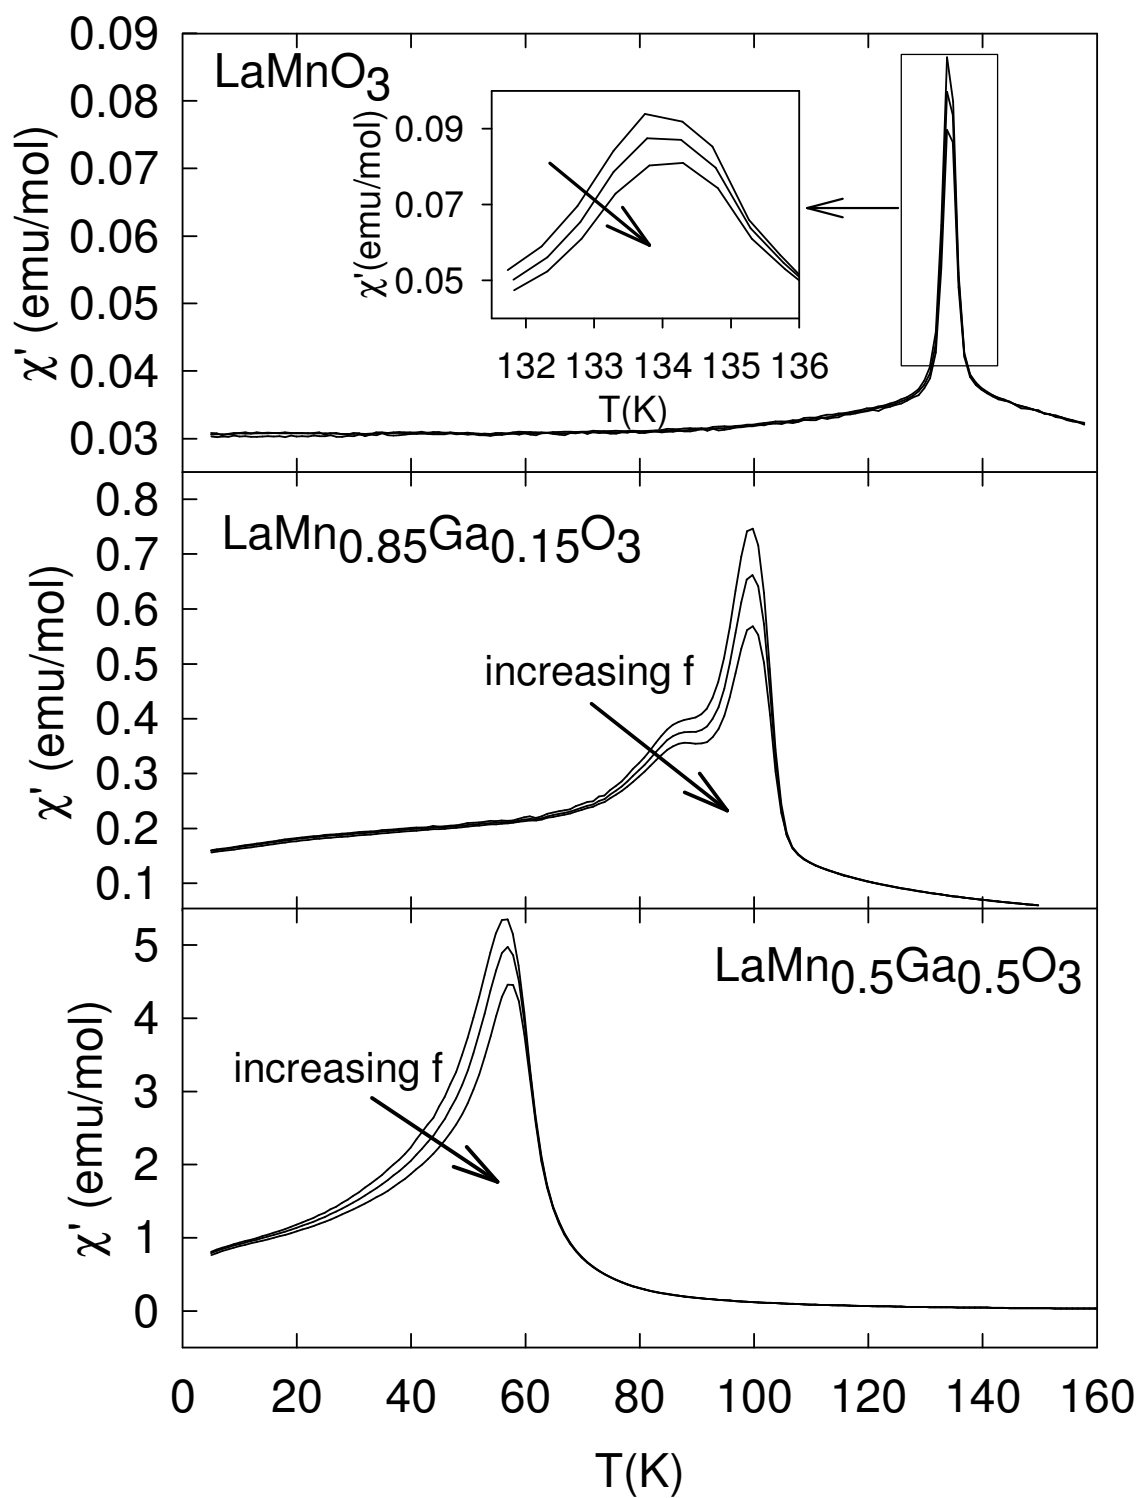 LaMnO3
χ' (emu/mol)
0.09
0.08
0.07
0.06
0.05
0.04
0.03
χ'(emu/mol)
0.09
0.07
0.05
132 133 134 135 136
T(K)
LaMn0.85Ga0.15O3
χ' (emu/mol)
0.8
0.7
0.6
0.5
0.4
0.3
0.2
0.1
increasing f
LaMn0.5Ga0.5O3
χ' (emu/mol)
5
4
3
2
1
0
increasing f
0 20 40 60 80 100 120 140 160
T(K)